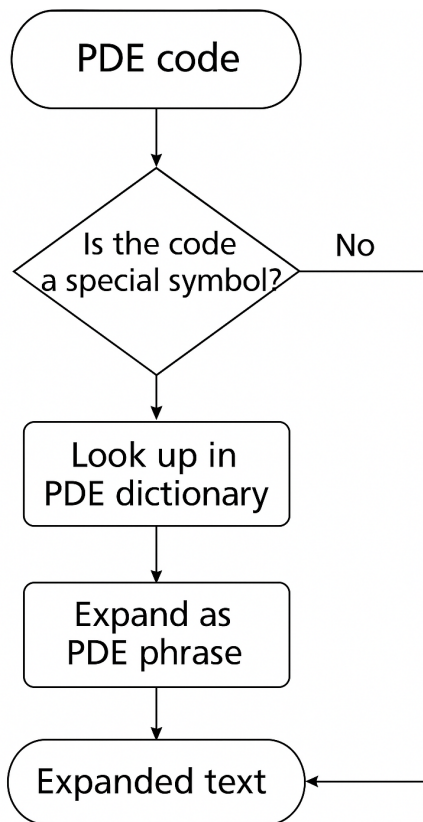 PDE code
Is the code
a special symbol?
No
Look up in
PDE dictionary
Expand as
PDE phrase
Expanded text